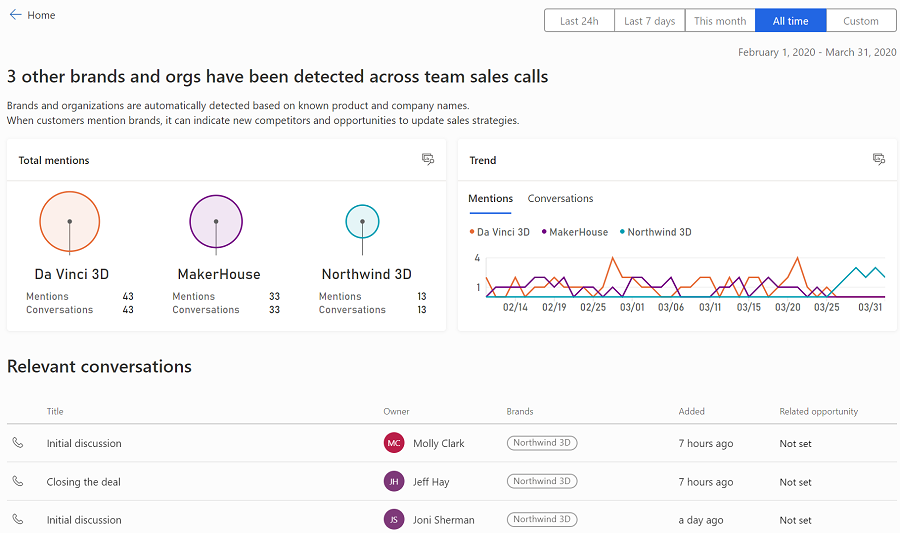 Home
Last 24h Last 7 days This month All time Custom
February 1, 2020 - March 31, 2020
3 other brands and orgs have been detected across team sales calls
Brands and organizations are automatically detected based on known product and company names.
When customers mention brands, it can indicate new competitors and opportunities to update sales strategies.
Total mentions
Da Vinci 3D MakerHouse Northwind 3D
Mentions 43 Mentions 33 Mentions 13
Conversations 43 Conversations 33 Conversations 13
Trend
Mentions Conversations
Da Vinci 3D MakerHouse Northwind 3D
4
1
02/14 02/19 02/25 03/01 03/06 03/11 03/15 03/20 03/25 03/31
Relevant conversations
Title Owner Brands Added Related opportunity
Initial discussion MC Molly Clark Northwind 3D 7 hours ago Not set
Closing the deal JH Jeff Hay Northwind 3D 7 hours ago Not set
Initial discussion JS Joni Sherman Northwind 3D a day ago Not set